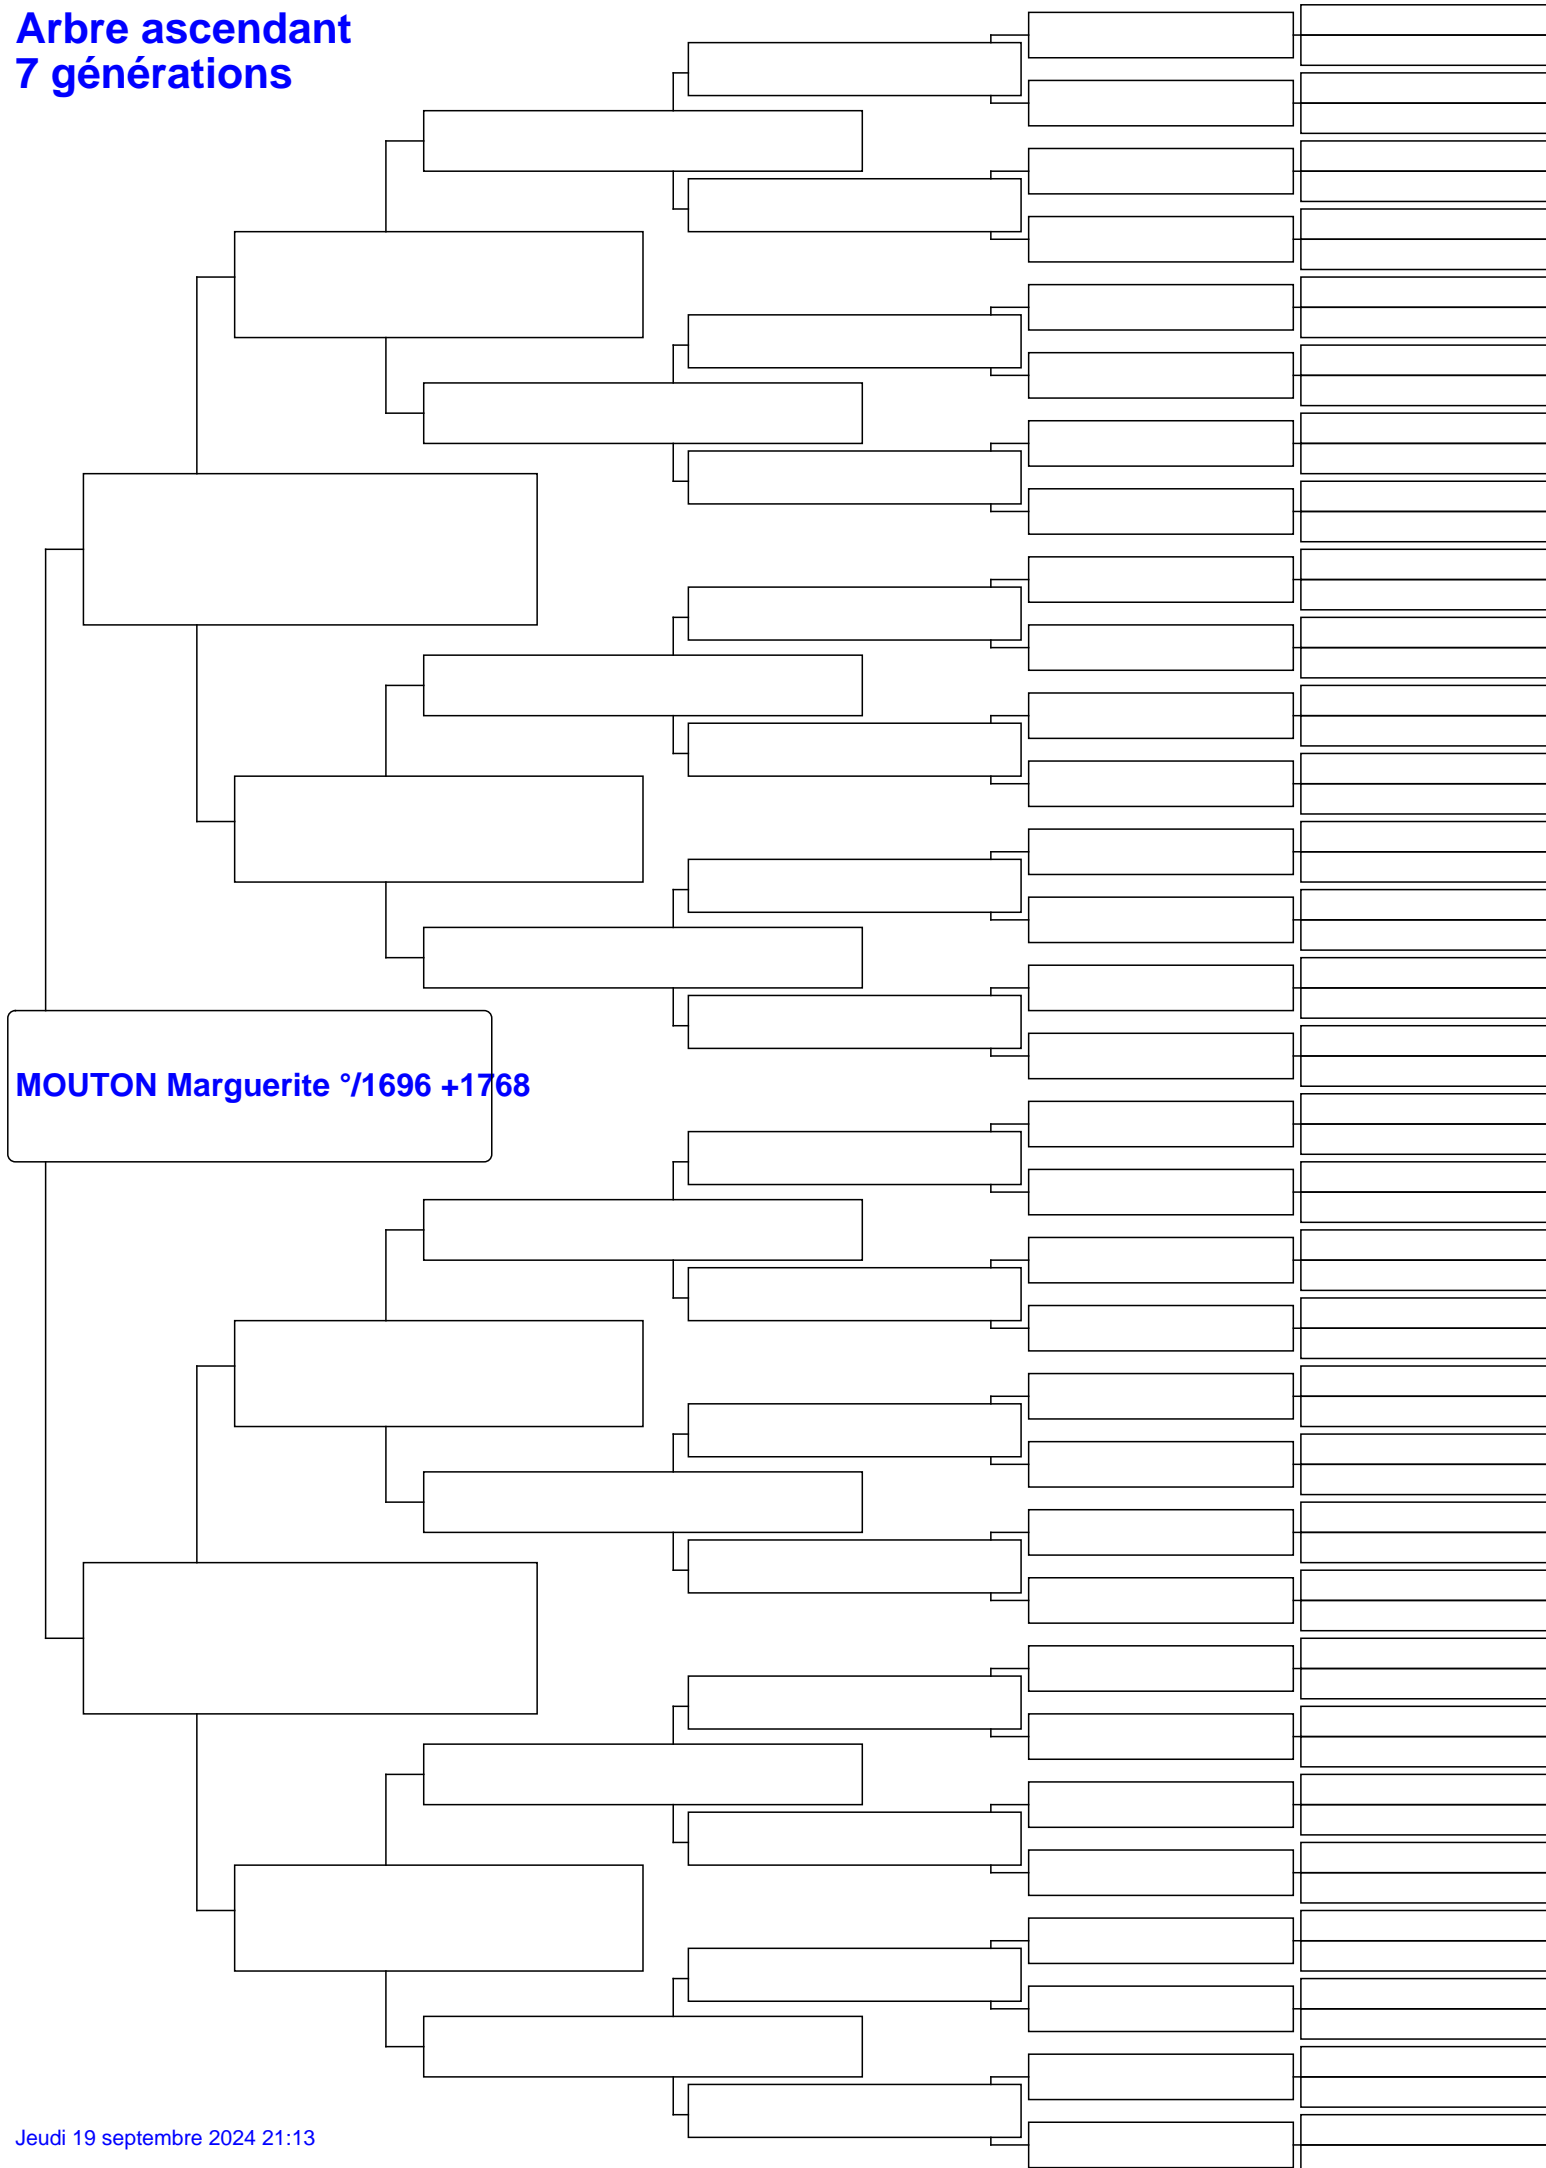 Arbre ascendant
7 générations
MOUTON Marguerite °/1696 +1768
Jeudi 19 septembre 2024 21:13